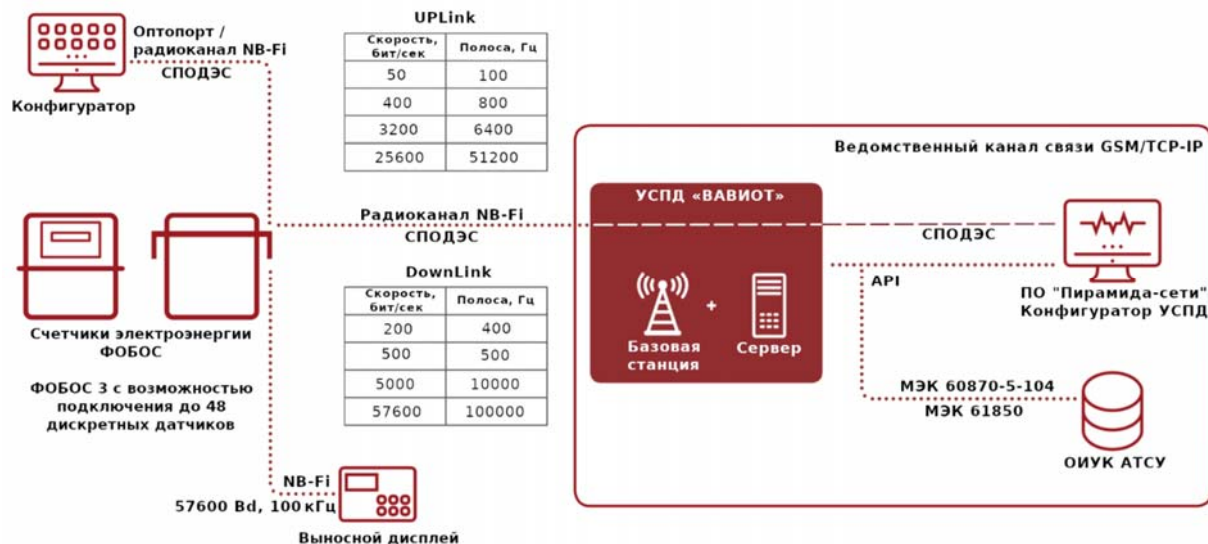 Оптопорт /
радиоканал NB-Fi
СПОДЭС
Конфигуратор
UPLink
Скорость, бит/сек Полоса, Гц
50 100
400 800
3200 6400
25600 51200
Ведомственный канал связи GSM/TCP-IP
УСПД «ВАВИОТ»
Радиоканал NB-Fi
СПОДЭС
СПОДЭС
API
ПО "Пирамида-сети"
Конфигуратор УСПД
Базовая
станция
+
Сервер
Счетчики электроэнергии
ФОБОС
ФОБОС 3 с возможностью
подключения до 48
дискретных датчиков
DownLink
Скорость, бит/сек Полоса, Гц
200 400
500 500
5000 10000
57600 100000
МЭК 60870-5-104
МЭК 61850
ОИУК АТСУ
NB-Fi
57600 Bd, 100 кГц
Выносной дисплей